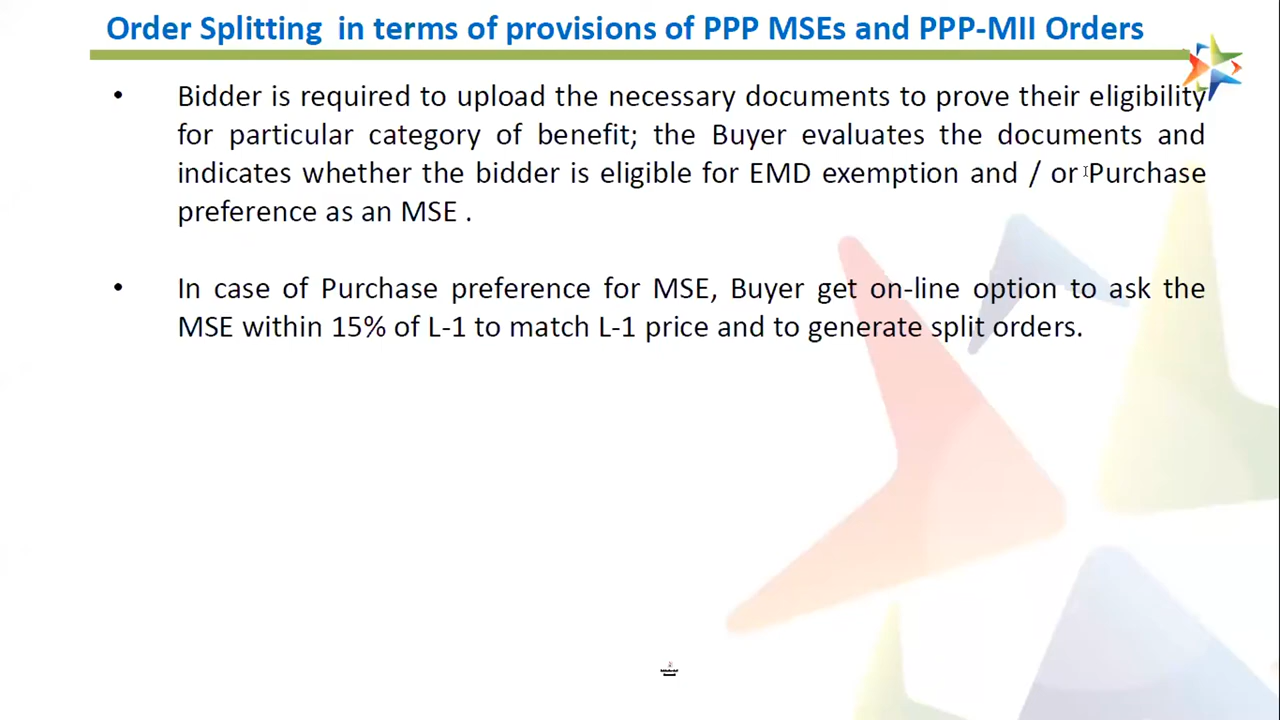 Order Splitting in terms of provisions of PPP MSEs and PPP-MII Orders
• Bidder is required to upload the necessary documents to prove their eligibility
for particular category of benefit; the Buyer evaluates the documents and
indicates whether the bidder is eligible for EMD exemption and / or Purchase
preference as an MSE .
• In case of Purchase preference for MSE, Buyer get on-line option to ask the
MSE within 15% of L-1 to match L-1 price and to generate split orders.